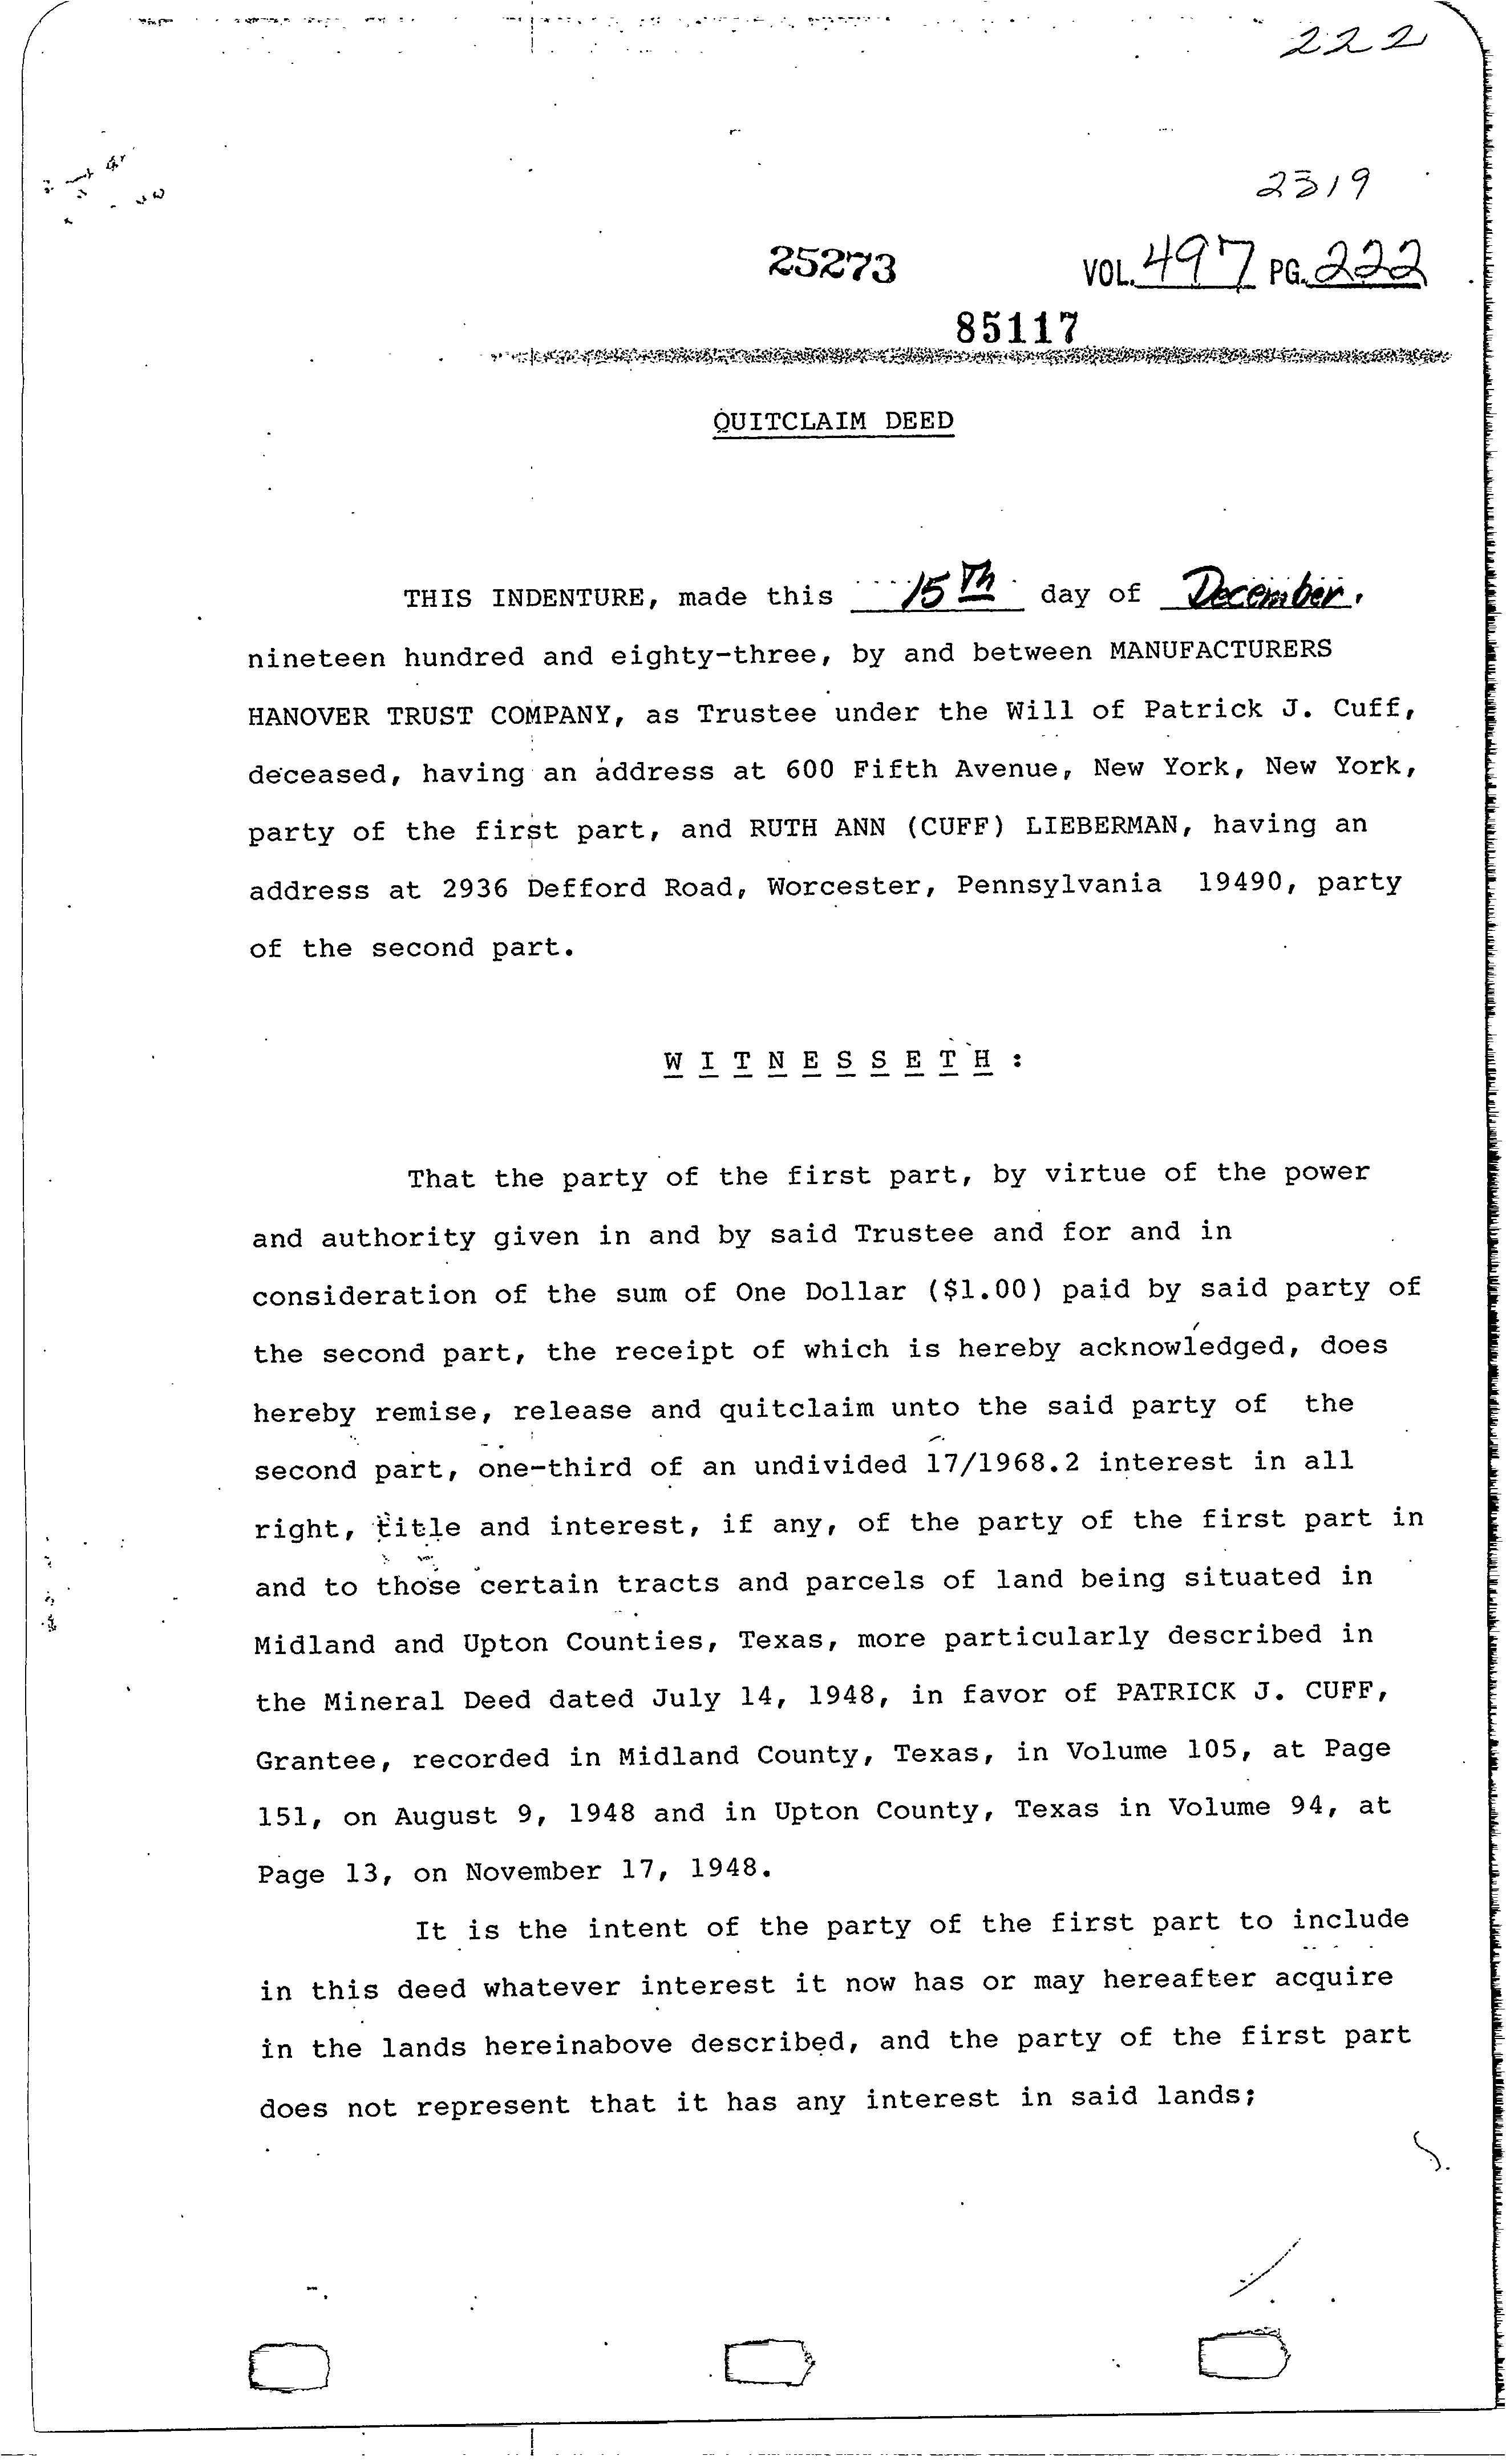 222
2319
25273 VOL. 497 PG. 222
85117
QUITCLAIM DEED
THIS INDENTURE, made this 15Th day of December,
nineteen hundred and eighty-three, by and between MANUFACTURERS
HANOVER TRUST COMPANY, as Trustee under the Will of Patrick J. Cuff,
deceased, having an address at 600 Fifth Avenue, New York, New York,
party of the first part, and RUTH ANN (CUFF) LIEBERMAN, having an
address at 2936 Defford Road, Worcester, Pennsylvania 19490, party
of the second part.
W I T N E S S E T H :
That the party of the first part, by virtue of the power
and authority given in and by said Trustee and for and in
consideration of the sum of One Dollar ($1.00) paid by said party of
the second part, the receipt of which is hereby acknowledged, does
hereby remise, release and quitclaim unto the said party of the
second part, one-third of an undivided 17/1968.2 interest in all
right, title and interest, if any, of the party of the first part in
and to those certain tracts and parcels of land being situated in
Midland and Upton Counties, Texas, more particularly described in
the Mineral Deed dated July 14, 1948, in favor of PATRICK J. CUFF,
Grantee, recorded in Midland County, Texas, in Volume 105, at Page
151, on August 9, 1948 and in Upton County, Texas in Volume 94, at
Page 13, on November 17, 1948.
It is the intent of the party of the first part to include
in this deed whatever interest it now has or may hereafter acquire
in the lands hereinabove described, and the party of the first part
does not represent that it has any interest in said lands;